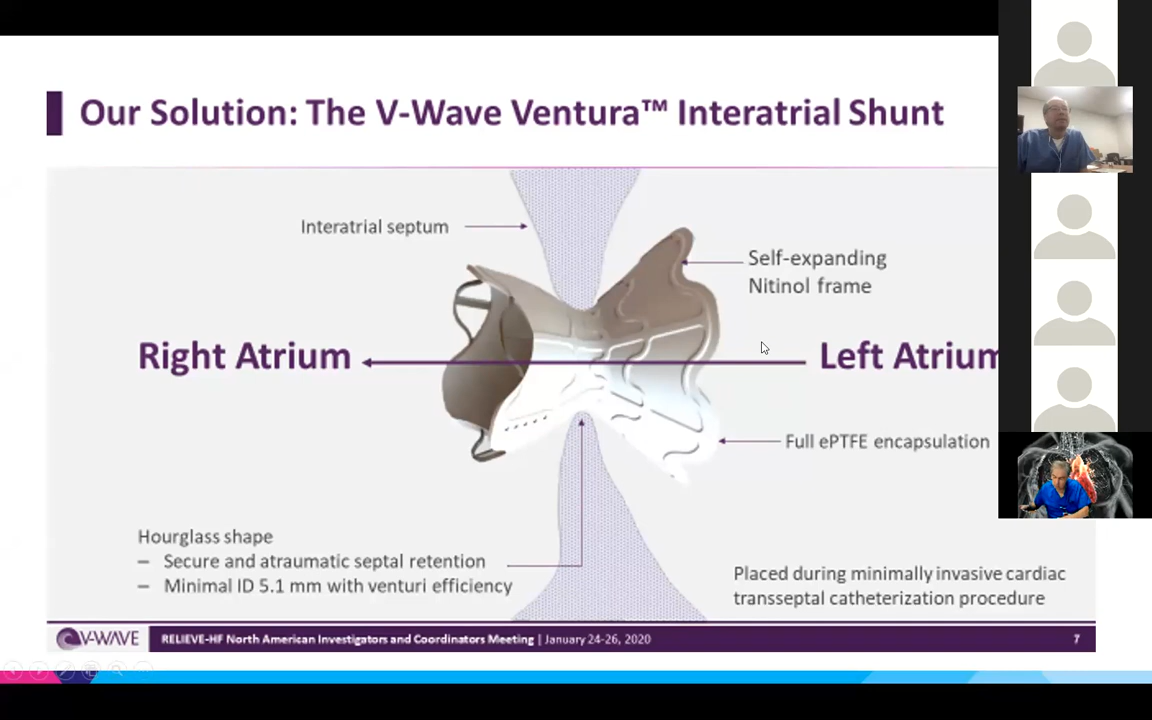 Our Solution: The V-Wave Ventura™ Interatrial Shunt
Interatrial septum
Self-expanding
Nitinol frame
Right Atrium
Left Atrium
Full ePTFE encapsulation
Hourglass shape
– Secure and atraumatic septal retention
– Minimal ID 5.1 mm with venturi efficiency
Placed during minimally invasive cardiac
transseptal catheterization procedure
V-WAVE
RELIEVE-HF North American Investigators and Coordinators Meeting | January 24-26, 2020
7